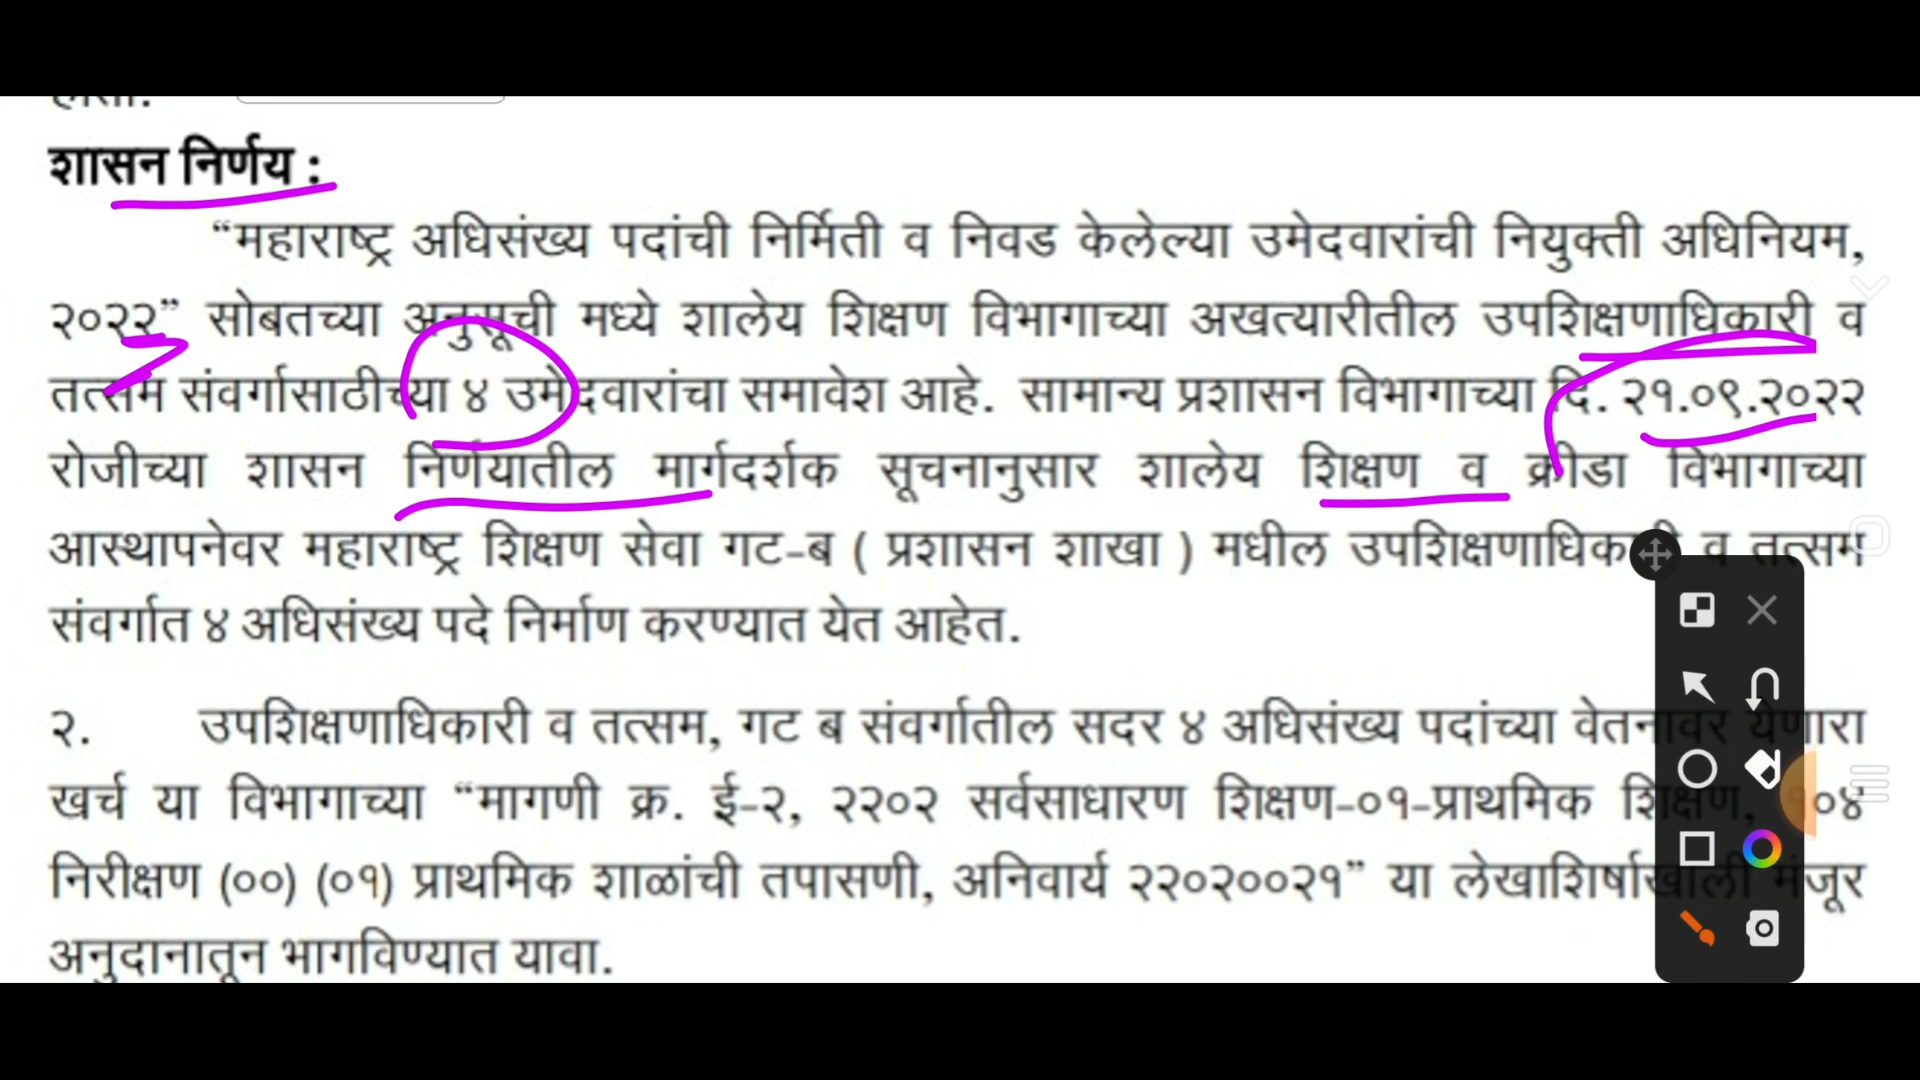 शासन निर्णय :
“महाराष्ट्र अधिसंख्य पदांची निर्मिती व निवड केलेल्या उमेदवारांची नियुक्ती अधिनियम,
२०२२” सोबतच्या अनुसूची मध्ये शालेय शिक्षण विभागाच्या अखत्यारीतील उपशिक्षणाधिकारी व
तत्सम संवर्गासाठीच्या ४ उमेदवारांचा समावेश आहे. सामान्य प्रशासन विभागाच्या दि. २१.०९.२०२२
रोजीच्या शासन निर्णयातील मार्गदर्शक सूचनानुसार शालेय शिक्षण व क्रीडा विभागाच्या
आस्थापनेवर महाराष्ट्र शिक्षण सेवा गट-ब ( प्रशासन शाखा ) मधील उपशिक्षणाधिकारी व तत्सम
संवर्गात ४ अधिसंख्य पदे निर्माण करण्यात येत आहेत.
२. उपशिक्षणाधिकारी व तत्सम, गट ब संवर्गातील सदर ४ अधिसंख्य पदांच्या वेतनावर येणारा
खर्च या विभागाच्या “मागणी क्र. ई-२, २२०२ सर्वसाधारण शिक्षण-०१-प्राथमिक शिक्षण, १०४
निरीक्षण (००) (०१) प्राथमिक शाळांची तपासणी, अनिवार्य २२०२००२१” या लेखाशिर्षाखाली मंजूर
अनुदानातून भागविण्यात यावा.